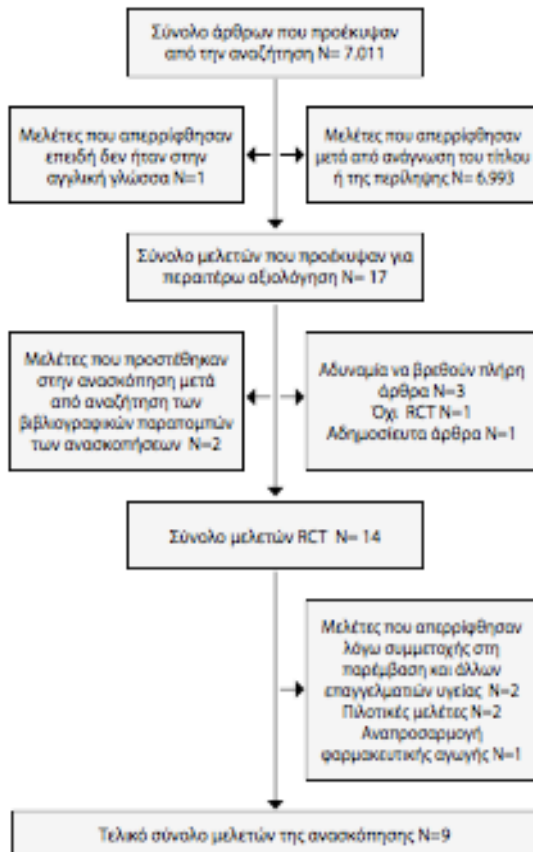 Σύνολο άρθρων που προέκυψαν
από την αναζήτηση N= 7.011
Μελέτες που απερρίφθησαν
επειδή δεν ήταν στην
αγγλική γλώσσα N=1
Μελέτες που απερρίφθησαν
μετά από ανάγνωση του τίτλου
ή της περίληψης N= 6.993
Σύνολο μελετών που προέκυψαν για
περαιτέρω αξιολόγηση N= 17
Μελέτες που προστέθηκαν
στην ανασκόπηση μετά
από αναζήτηση των
βιβλιογραφικών παραπομπών
των ανασκοπήσεων N=2
Αδυναμία να βρεθούν πλήρη
άρθρα N=3
Όχι RCT N=1
Αδημοσίευτα άρθρα N=1
Σύνολο μελετών RCT N= 14
Μελέτες που απερρίφθησαν
λόγω συμμετοχής στη
παρέμβαση και άλλων
επαγγελματιών υγείας N=2
Πιλοτικές μελέτες N=2
Αναπροσαρμογή
φαρμακευτικής αγωγής N=1
Τελικό σύνολο μελετών της ανασκόπησης N=9